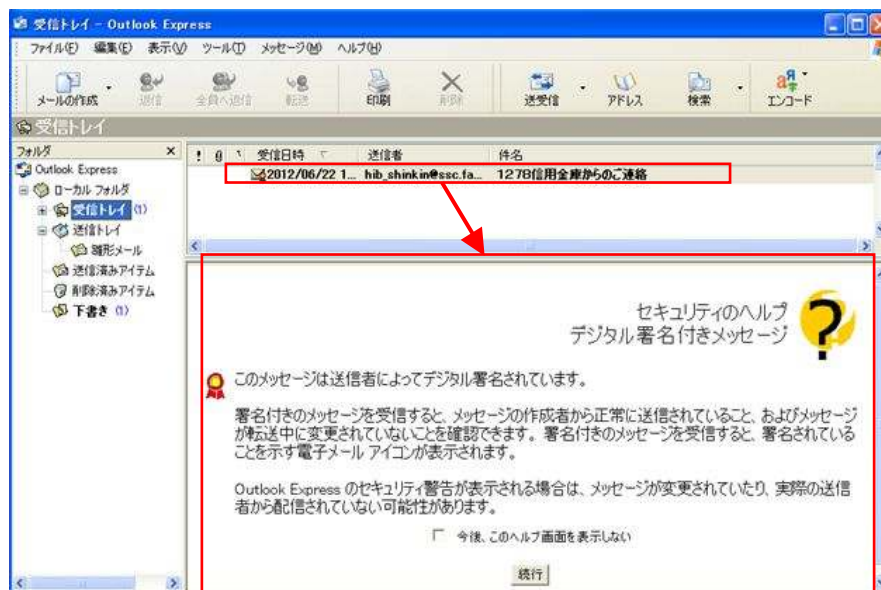 受信トレイ - Outlook Express
ファイル(F) 編集(E) 表示(V) ツール(T) メッセージ(M) ヘルプ(H)
メールの作成 返信 全員へ返信 転送 印刷 削除 送受信 アドレス 検索 エンコード
受信トレイ
フォルダ
! 受信日時 送信者 件名
Outlook Express
2012/06/22 1... hib_shinkin@ssc.fa... 1278信用金庫からのご連絡
ローカル フォルダ
受信トレイ (1)
送信トレイ
雛形メール
送信済みアイテム
削除済みアイテム
下書き (1)
セキュリティのヘルプ
デジタル署名付きメッセージ
このメッセージは送信者によってデジタル署名されています。
署名付きのメッセージを受信すると、メッセージの作成者から正常に送信されていること、およびメッセージ
が転送中に変更されていないことを確認できます。署名付きのメッセージを受信すると、署名されている
ことを示す電子メール アイコンが表示されます。
Outlook Express のセキュリティ警告が表示される場合は、メッセージが変更されていたり、実際の送信
者から配信されていない可能性があります。
今後、このヘルプ画面を表示しない
続行